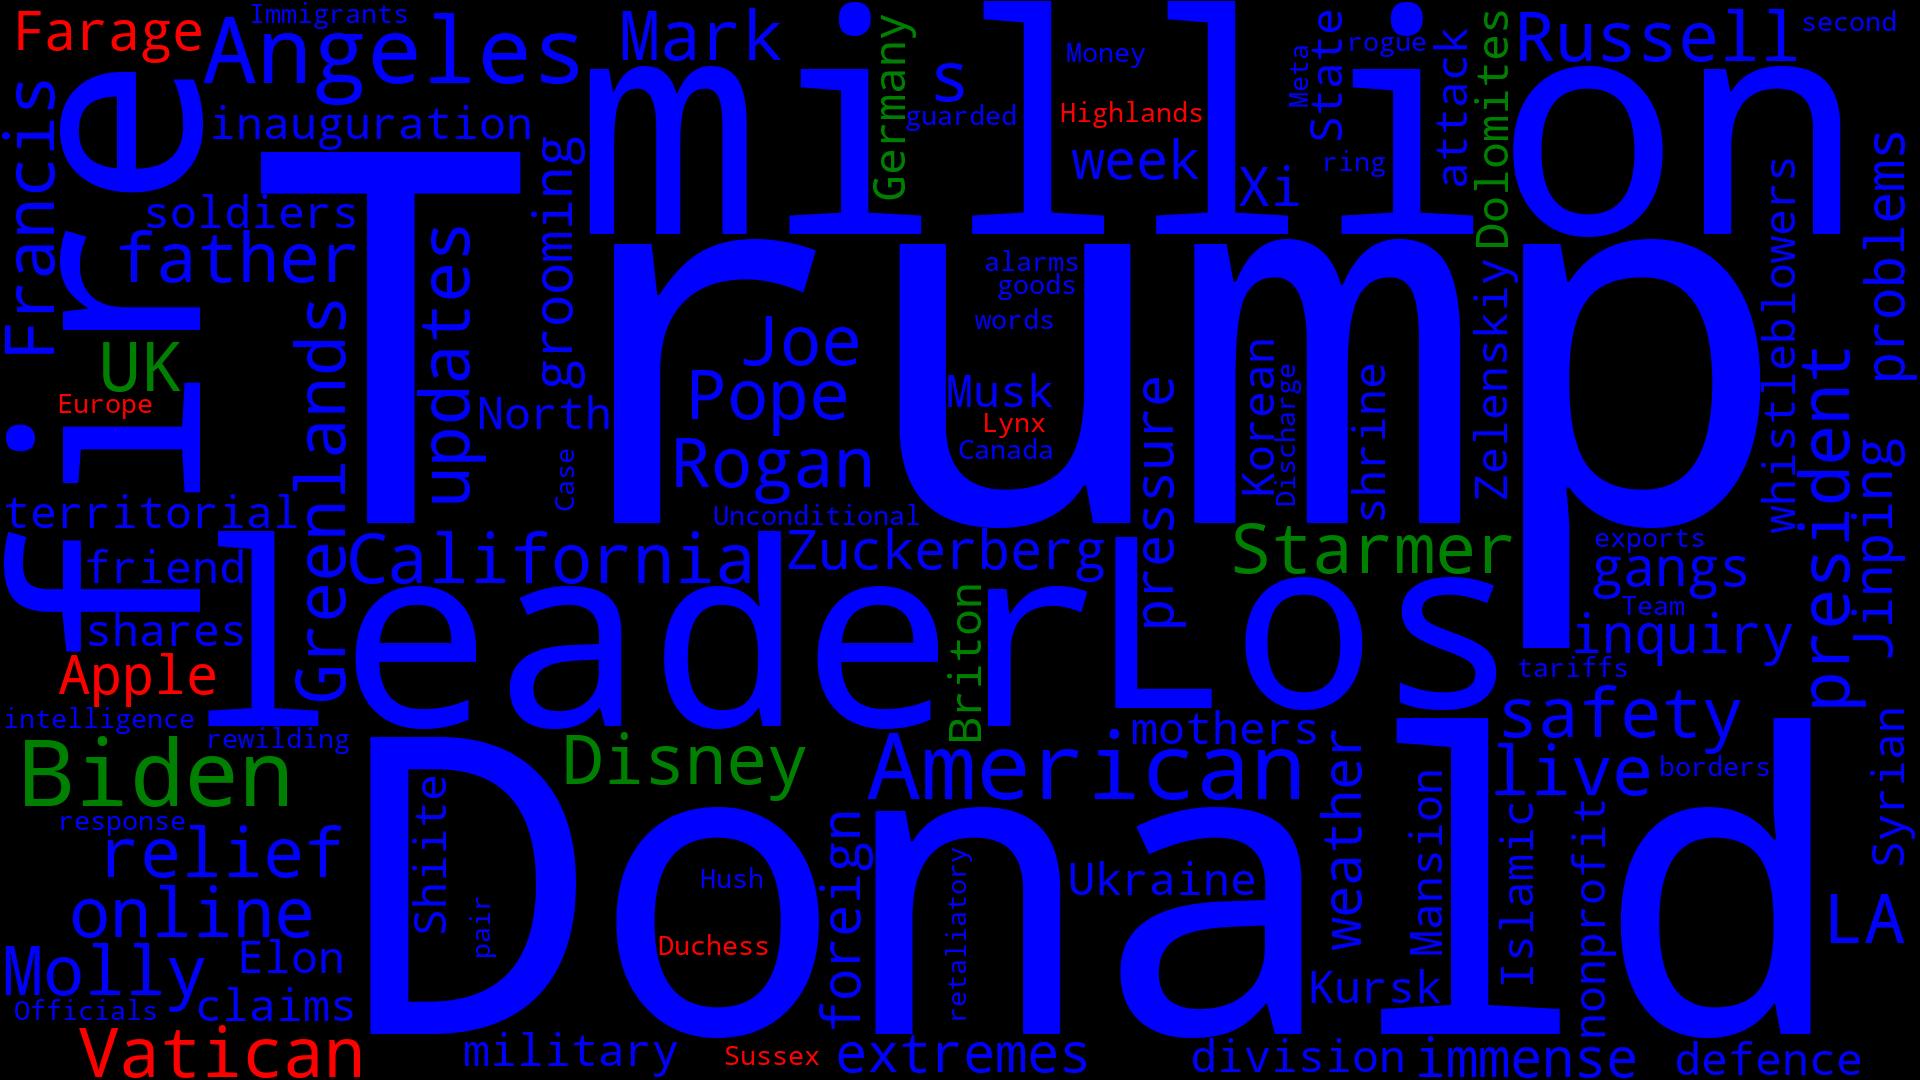 Farage
Immigrants
Angeles
Mark
million
Germany
s
Money
guarded
Highlands
week
Meta
State
rogue
ring
Xi
attack
Dolomites
Russell
second
Francis
fire
inauguration
soldiers
father
grooming
Trump
updates
Greenlands
UK
Europe
North
Case
Joe
Pope
Rogan
Unconditional
alarms
goods
words
Musk
Lynx
Canada
pressure
Korean
Discharge
shrine
Zelenskiy
whistleblowers
problems
president
Jinping
territorial
friend
shares
Apple
intelligence
rewilding
California
leader
Zuckerberg
Briton
Los
Starmer
exports
gangs
Team
inquiry
tariffs
safety
Biden
response
relief
online
Molly
Elon
Officials
claims
Vatican
Disney
American
mothers
Donald
Shiite
pair
Hush
Duchess
foreign
retaliatory
Ukraine
weather
Mansion
Kursk
live
borders
Islamic
nonprofit
Syrian
LA
military
Sussex
extremes
division
immense
defence